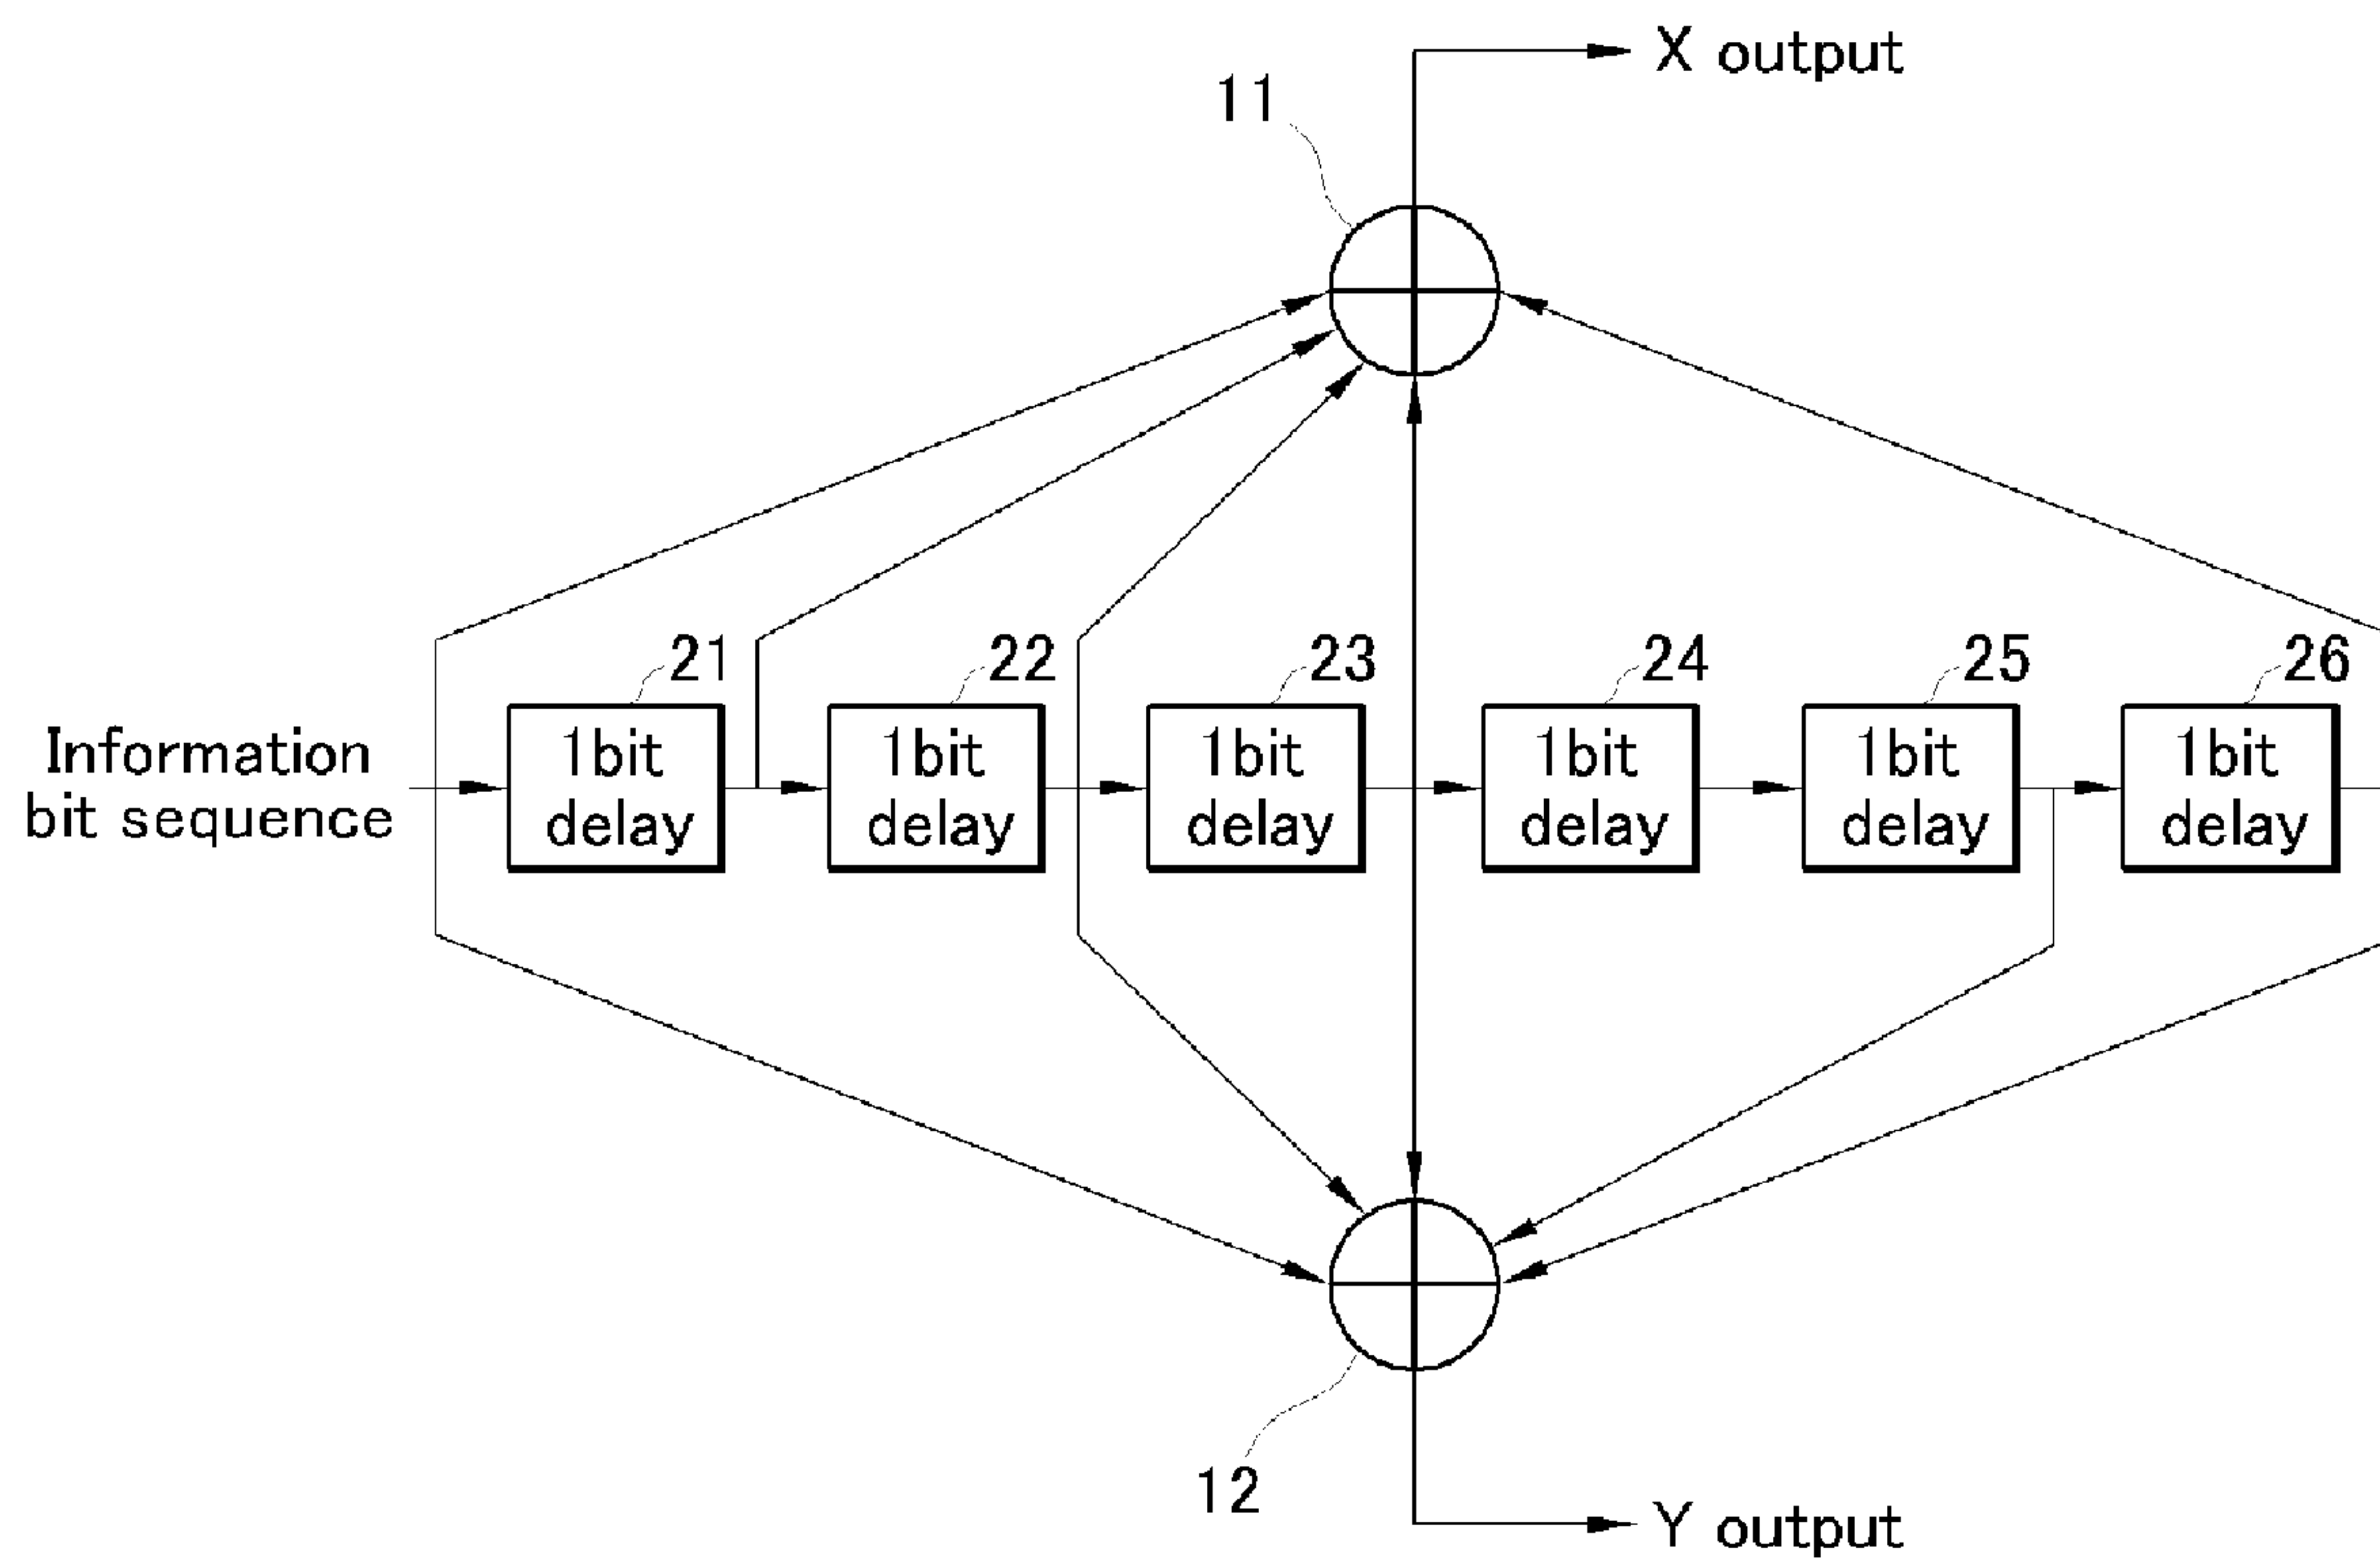 X output
11
21
22
23
24
25
26
Information
bit sequence
1bit
delay
1bit
delay
1bit
delay
1bit
delay
1bit
delay
1bit
delay
12
Y output